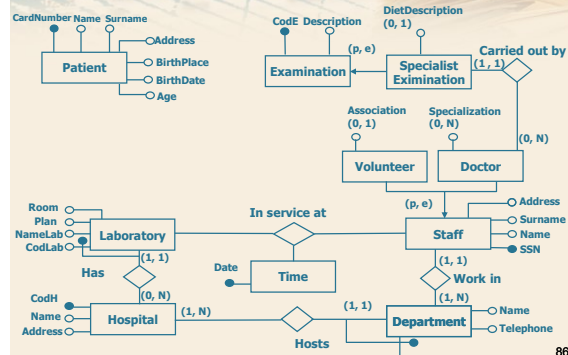 CardNumber Name Surname
Address
BirthPlace
BirthDate
Age
Patient
CodE Description
(p, e)
Examination
DietDescription
(0, 1)
Specialist
Eximination
(1, 1)
Carried out by
(0, N)
Association
(0, 1)
Volunteer
Specialization
(0, N)
Doctor
(p, e)
Address
Surname
Name
SSN
Staff
Room
Plan
NameLab
CodLab
Laboratory
In service at
Time
Date
(1, 1)
Has
(0, N)
(1, 1)
Work in
(1, N)
CodH
Name
Address
Hospital
(1, N)
Hosts
(1, 1)
Department
Name
Telephone
86